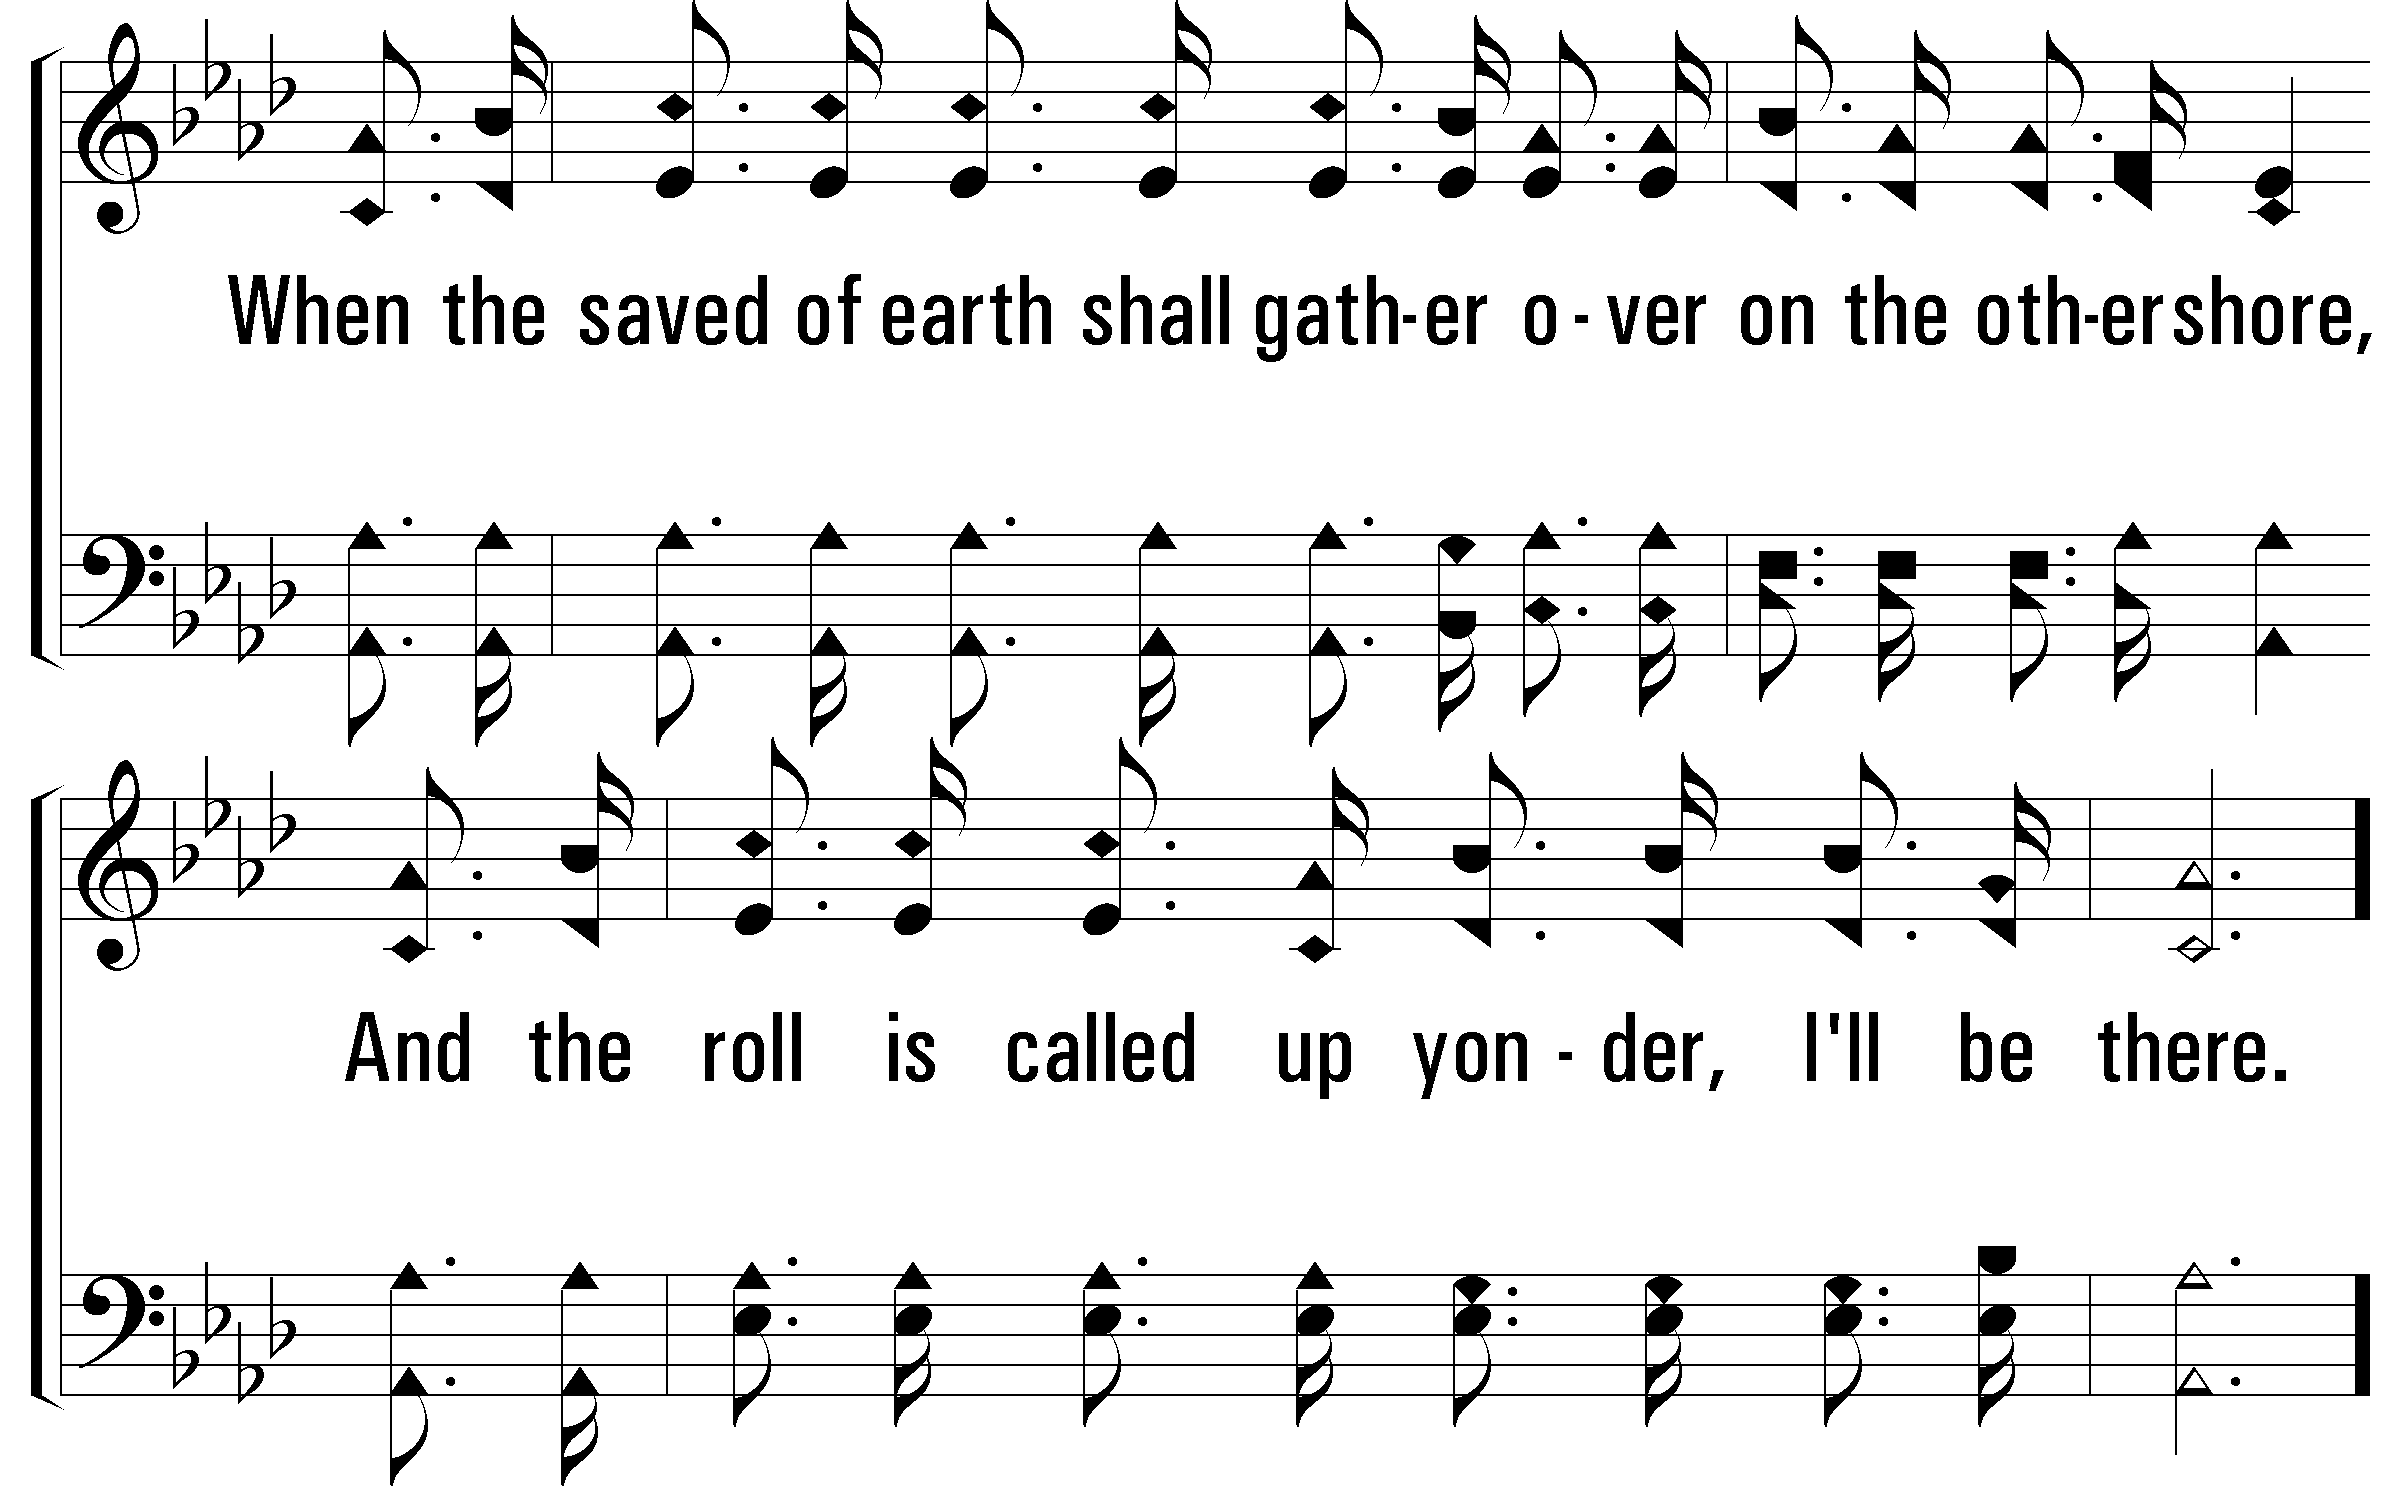 When the saved of earth shall gath-er o - ver on the oth-er shore,
And the roll is called up yon - der, I'll be there.